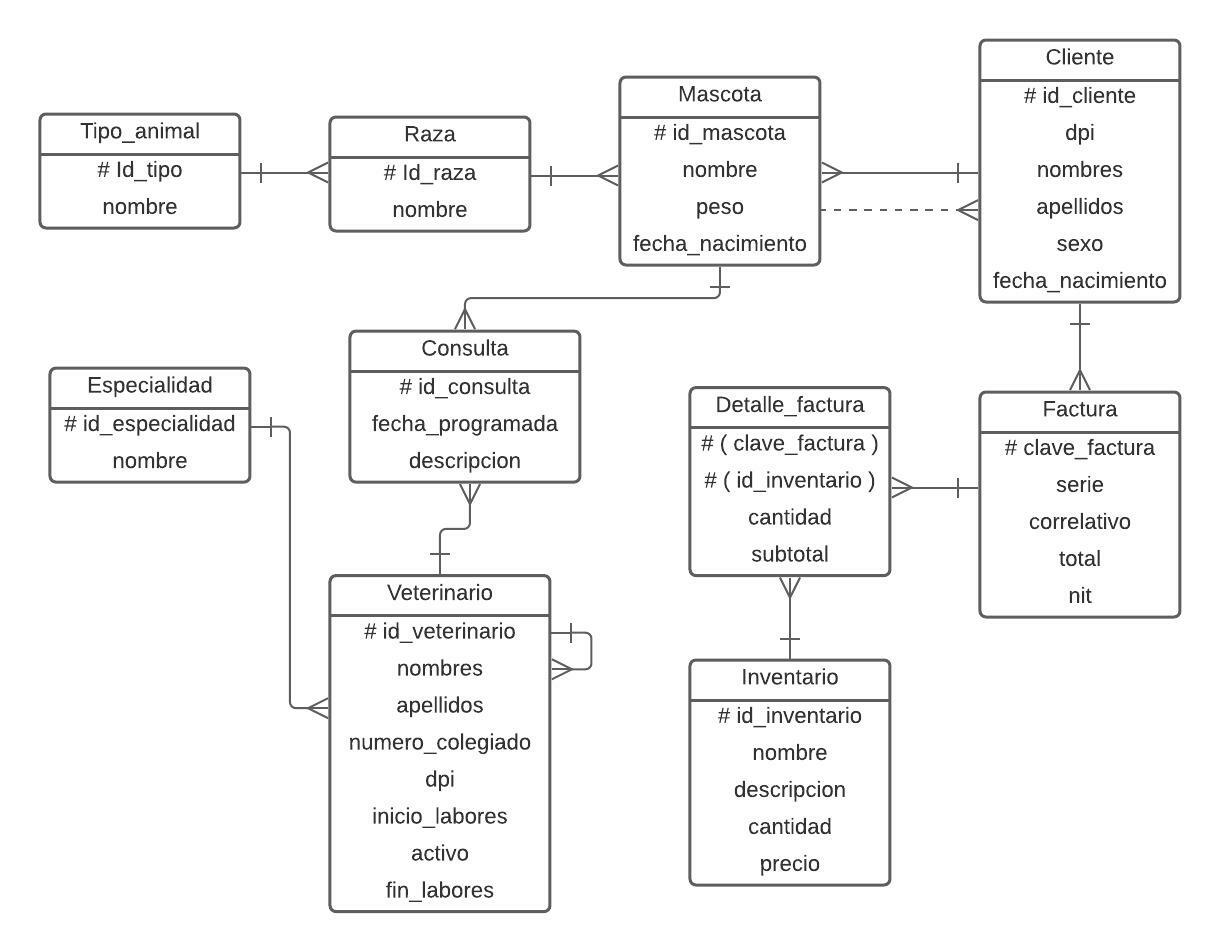 Tipo_animal
# Id_tipo
nombre
Raza
# Id_raza
nombre
Mascota
# id_mascota
nombre
peso
fecha_nacimiento
Cliente
# id_cliente
dpi
nombres
apellidos
sexo
fecha_nacimiento
Especialidad
# id_especialidad
nombre
Consulta
# id_consulta
fecha_programada
descripcion
Detalle_factura
# ( clave_factura )
# ( id_inventario )
cantidad
subtotal
Factura
# clave_factura
serie
correlativo
total
nit
Veterinario
# id_veterinario
nombres
apellidos
numero_colegiado
dpi
inicio_labores
activo
fin_labores
Inventario
# id_inventario
nombre
descripcion
cantidad
precio